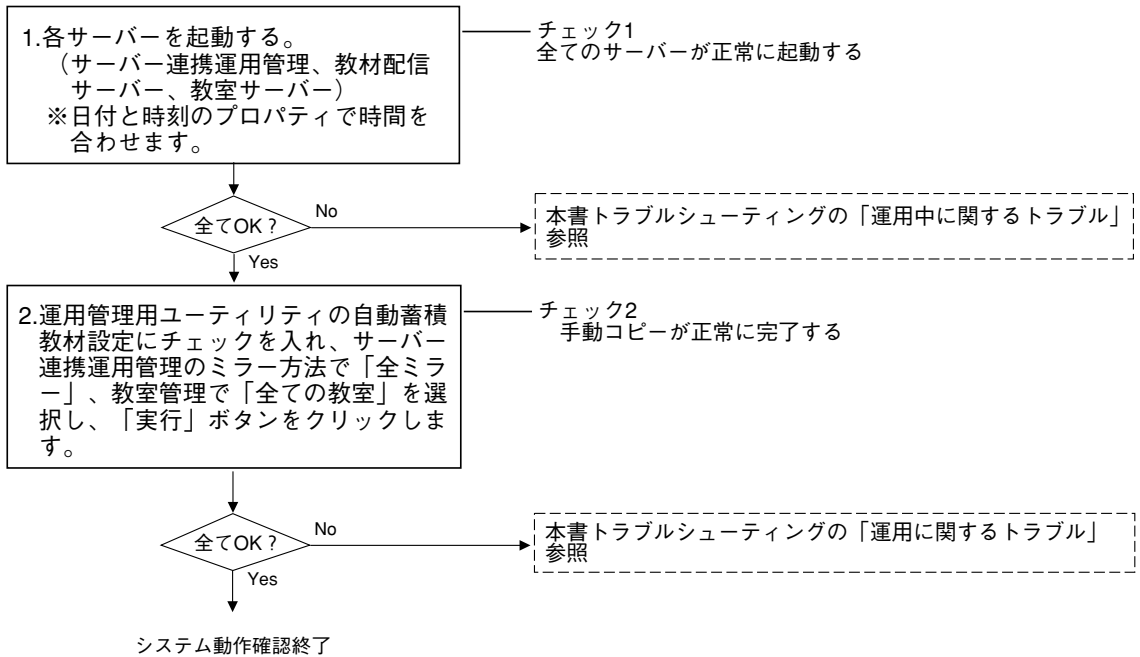 1.各サーバーを起動する。
（サーバー連携運用管理、教材配信
サーバー、教室サーバー）
※日付と時刻のプロパティで時間を
合わせます。
チェック1
全てのサーバーが正常に起動する
全てOK？
No
本書トラブルシューティングの「運用中に関するトラブル」
参照
Yes
2.運用管理用ユーティリティの自動蓄積
教材設定にチェックを入れ、サーバー
連携運用管理のミラー方法で「全ミラ
ー」、教室管理で「全ての教室」を選
択し、「実行」ボタンをクリックしま
す。
チェック2
手動コピーが正常に完了する
全てOK？
No
本書トラブルシューティングの「運用に関するトラブル」
参照
Yes
システム動作確認終了